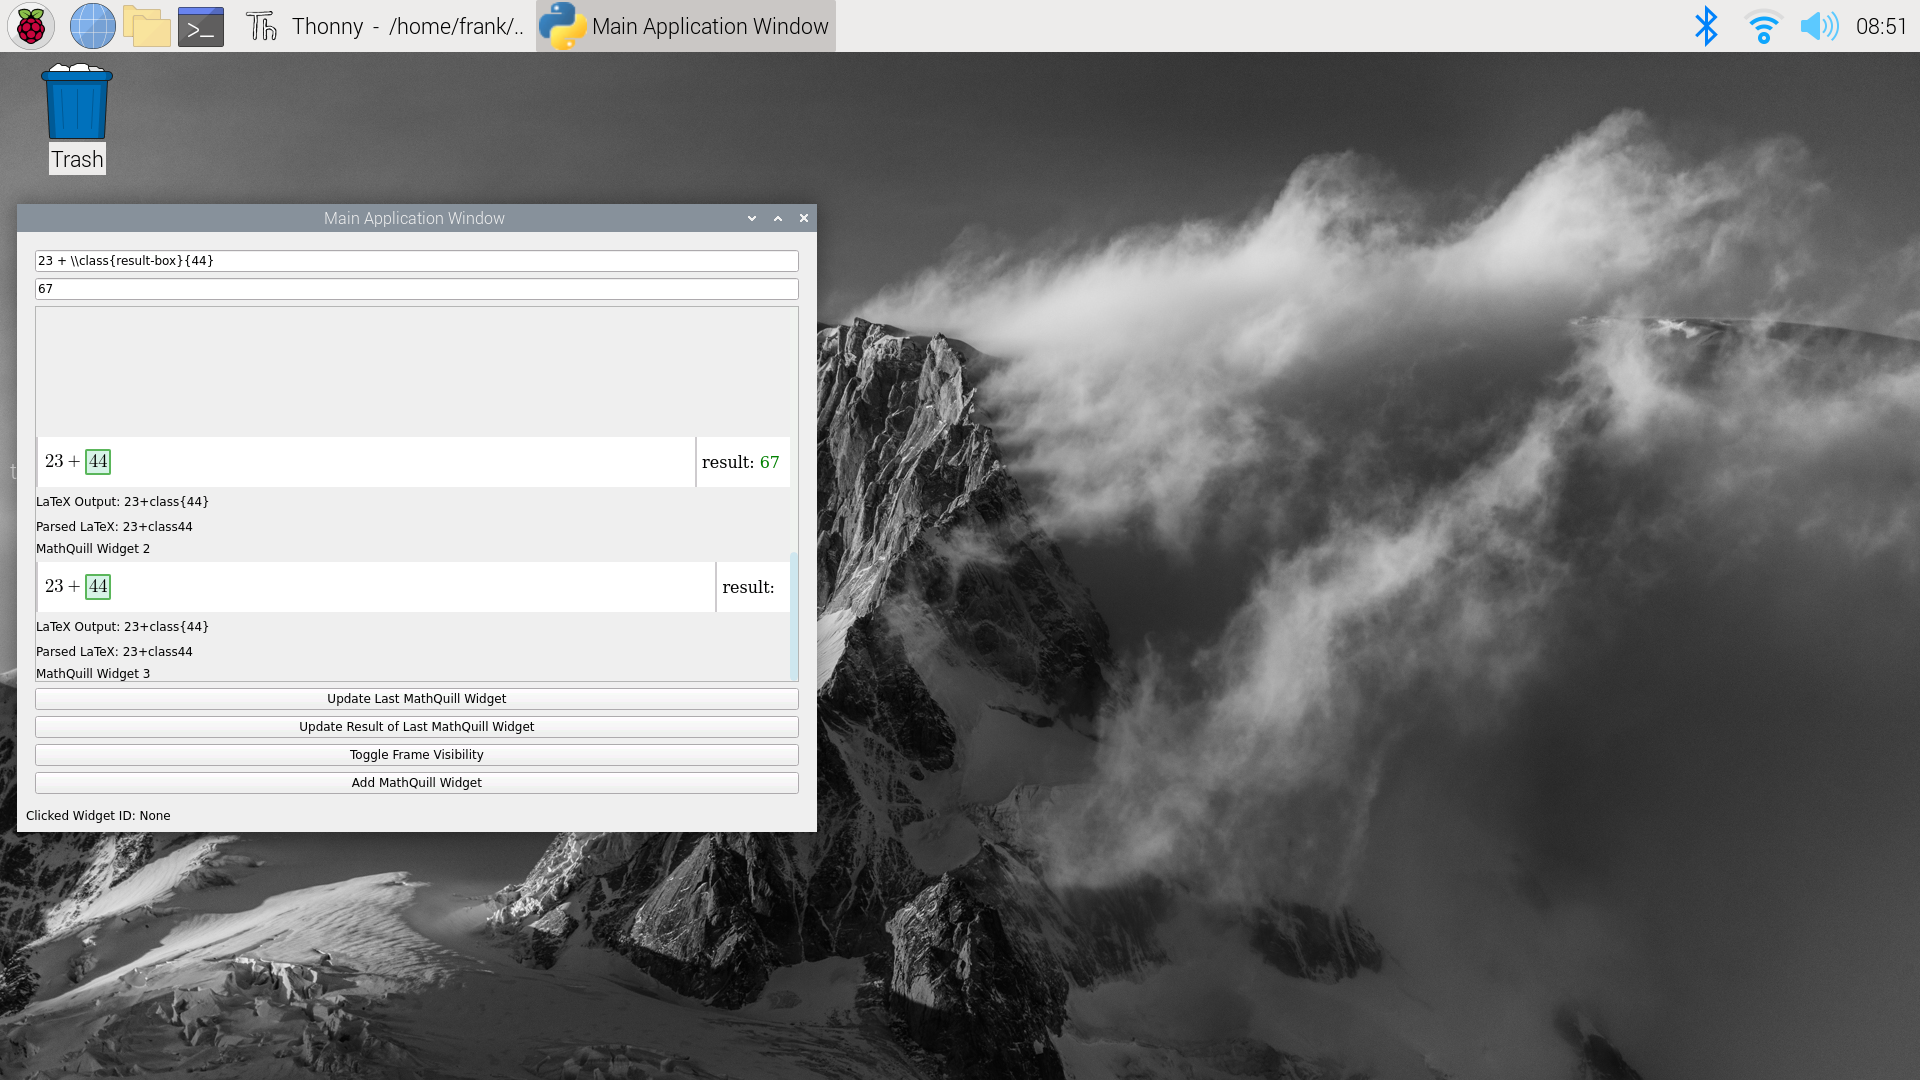 Thonny - /home/frank/..
Main Application Window
08:51
Trash
Main Application Window
23 + \\class{result-box}{44}
67
23 + 44
result: 67
LaTeX Output: 23+class{44}
Parsed LaTeX: 23+class44
MathQuill Widget 2
23 + 44
result:
LaTeX Output: 23+class{44}
Parsed LaTeX: 23+class44
MathQuill Widget 3
Update Last MathQuill Widget
Update Result of Last MathQuill Widget
Toggle Frame Visibility
Add MathQuill Widget
Clicked Widget ID: None